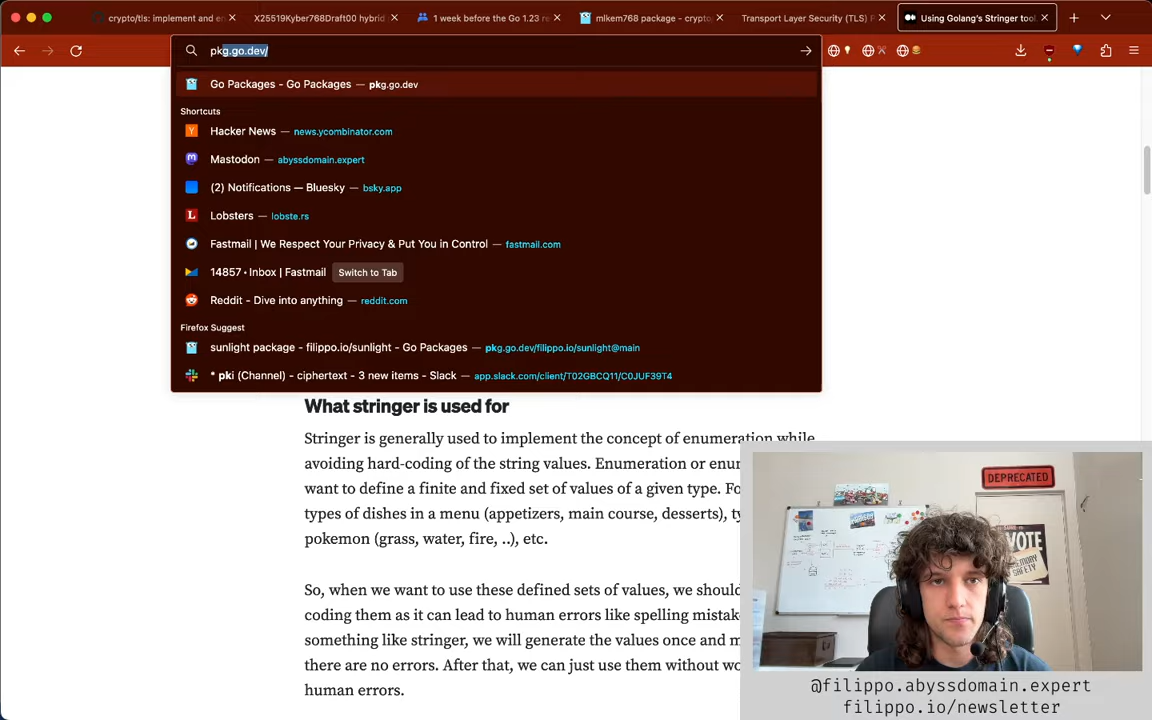 crypto/tls: implement and en
X25519Kyber768Draft00 hybrid
1 week before the Go 1.23 re
mlkem768 package - crypto
Transport Layer Security (TLS) P
Using Golang's Stringer tool.
pkg.go.dev/
Go Packages - Go Packages — pkg.go.dev
Shortcuts
Hacker News — news.ycombinator.com
Mastodon — abyssdomain.expert
(2) Notifications — Bluesky — bsky.app
Lobsters — lobste.rs
Fastmail | We Respect Your Privacy & Put You in Control — fastmail.com
14857 • Inbox | Fastmail Switch to Tab
Reddit - Dive into anything — reddit.com
Firefox Suggest
sunlight package - filippo.io/sunlight - Go Packages — pkg.go.dev/filippo.io/sunlight@main
* pki (Channel) - ciphertext - 3 new items - Slack — app.slack.com/client/T02GBCQ11/C0JUF39T4
What stringer is used for
Stringer is generally used to implement the concept of enumeration while
avoiding hard-coding of the string values. Enumeration or enu
want to define a finite and fixed set of values of a given type. Fo
types of dishes in a menu (appetizers, main course, desserts), ty
pokemon (grass, water, fire, ..), etc.
So, when we want to use these defined sets of values, we should
coding them as it can lead to human errors like spelling mistak
something like stringer, we will generate the values once and m
there are no errors. After that, we can just use them without wo
human errors.
DEPRECATED
VOTE
MEMORY
SAFETY
@filippo.abyssdomain.expert
filippo.io/newsletter